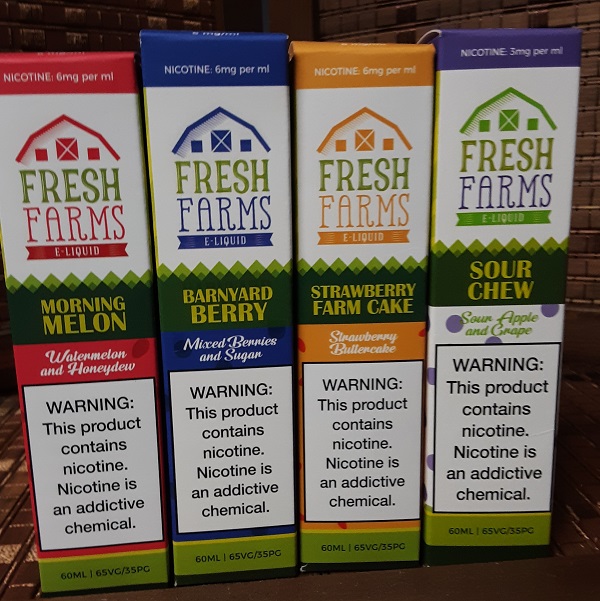 NICOTINE: 6mg per ml
FRESH
FARMS
E-LIQUID
MORNING
MELON
Watermelon
and Honeydew
WARNING:
This product
contains
nicotine.
Nicotine is
an addictive
chemical.
60ML | 65VG/35PG
NICOTINE: 6mg per ml
FRESH
FARMS
E-LIQUID
BARNYARD
BERRY
Mixed Berries
and Sugar
WARNING:
This product
contains
nicotine.
Nicotine is
an addictive
chemical.
60ML | 65VG/35PG
NICOTINE: 6mg per ml
FRESH
FARMS
E-LIQUID
STRAWBERRY
FARM CAKE
Strawberry
Buttercake
WARNING:
This product
contains
nicotine.
Nicotine is
an addictive
chemical.
60ML | 65VG/35PG
NICOTINE: 3mg per ml
FRESH
FARMS
E-LIQUID
SOUR
CHEW
Sour Apple
and Grape
WARNING:
This product
contains
nicotine.
Nicotine is
an addictive
chemical.
60ML | 65VG/35PG